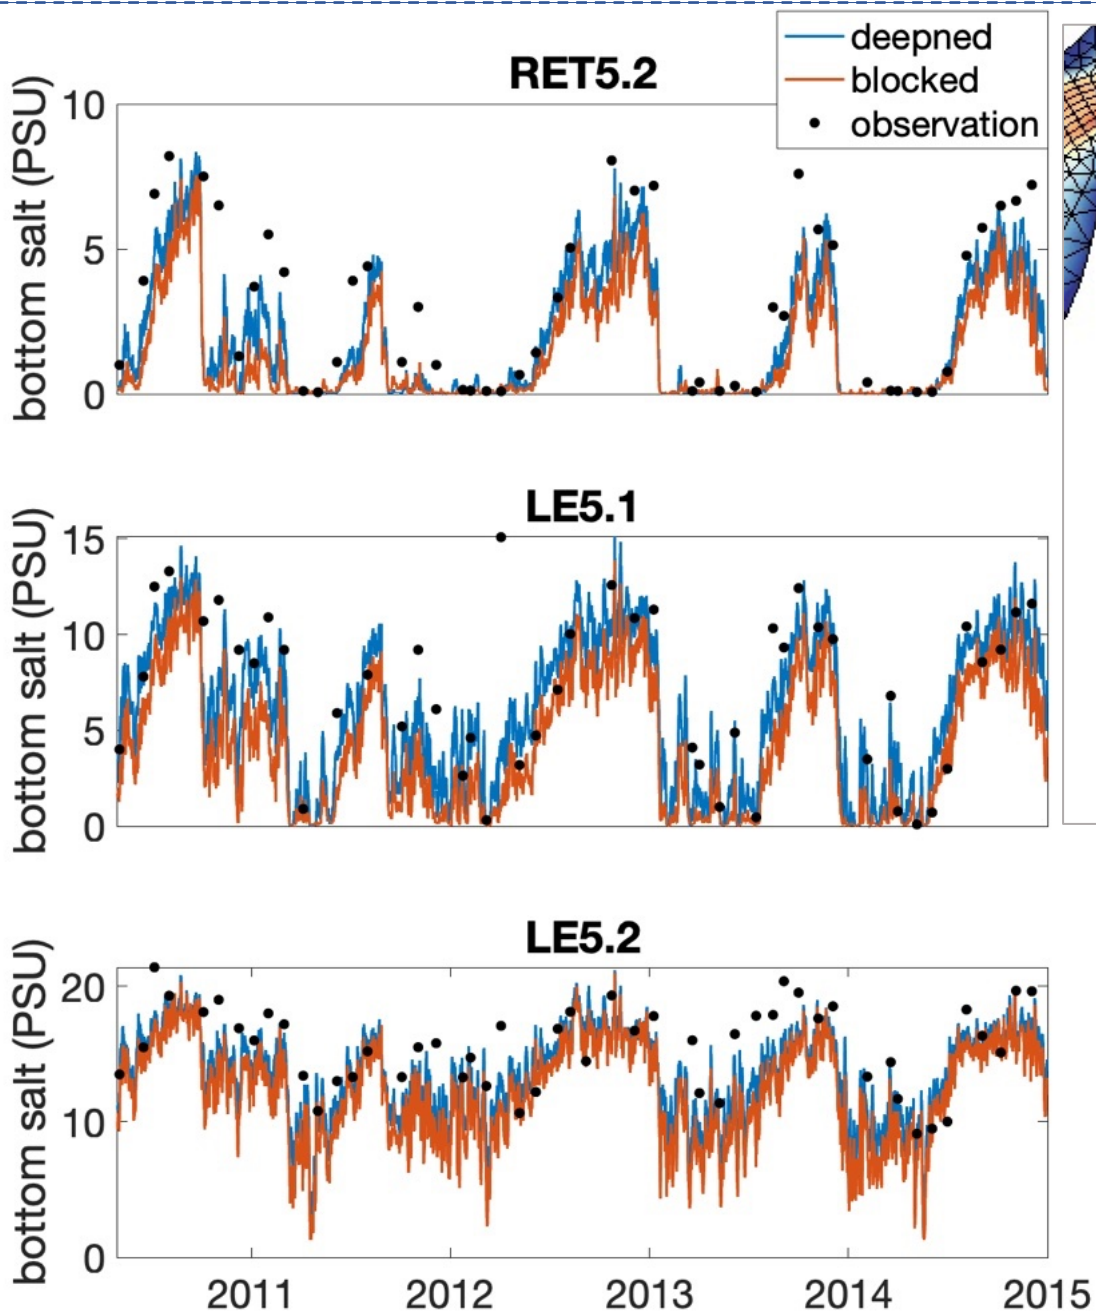 deepned
blocked
observation
RET5.2
bottom salt (PSU)
10
5
0
LE5.1
bottom salt (PSU)
15
10
5
0
LE5.2
bottom salt (PSU)
20
10
0
2011 2012 2013 2014 2015